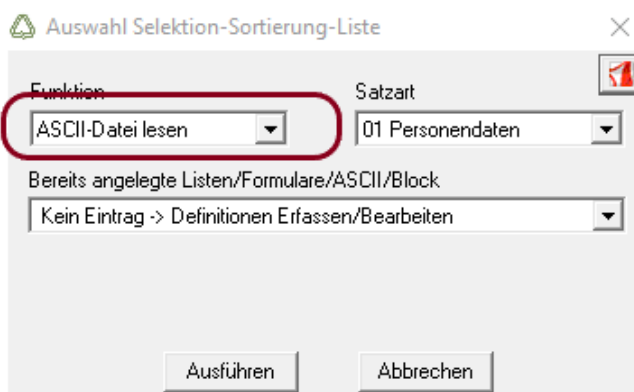 Auswahl Selektion-Sortierung-Liste
Funktion
Satzart
ASCII-Datei lesen
01 Personendaten
Bereits angelegte Listen/Formulare/ASCII/Block
Kein Eintrag -> Definitionen Erfassen/Bearbeiten
Ausführen
Abbrechen